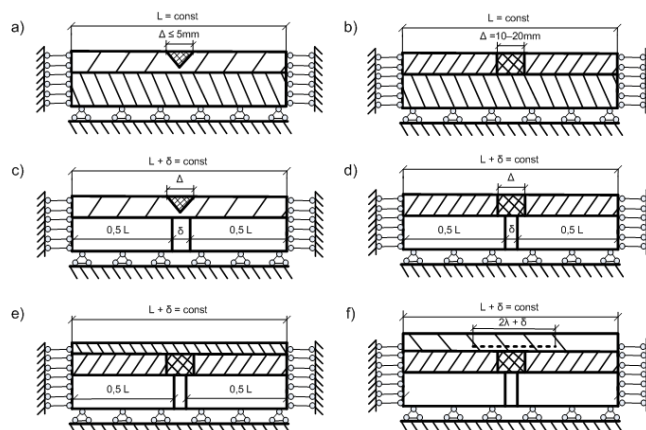 a)
L = const
Δ ≤ 5mm
b)
L = const
Δ =10–20mm
c)
L + δ = const
Δ
0,5 L
δ
0,5 L
d)
L + δ = const
Δ
0,5 L
δ
0,5 L
e)
L + δ = const
0,5 L
0,5 L
f)
L + δ = const
2λ + δ